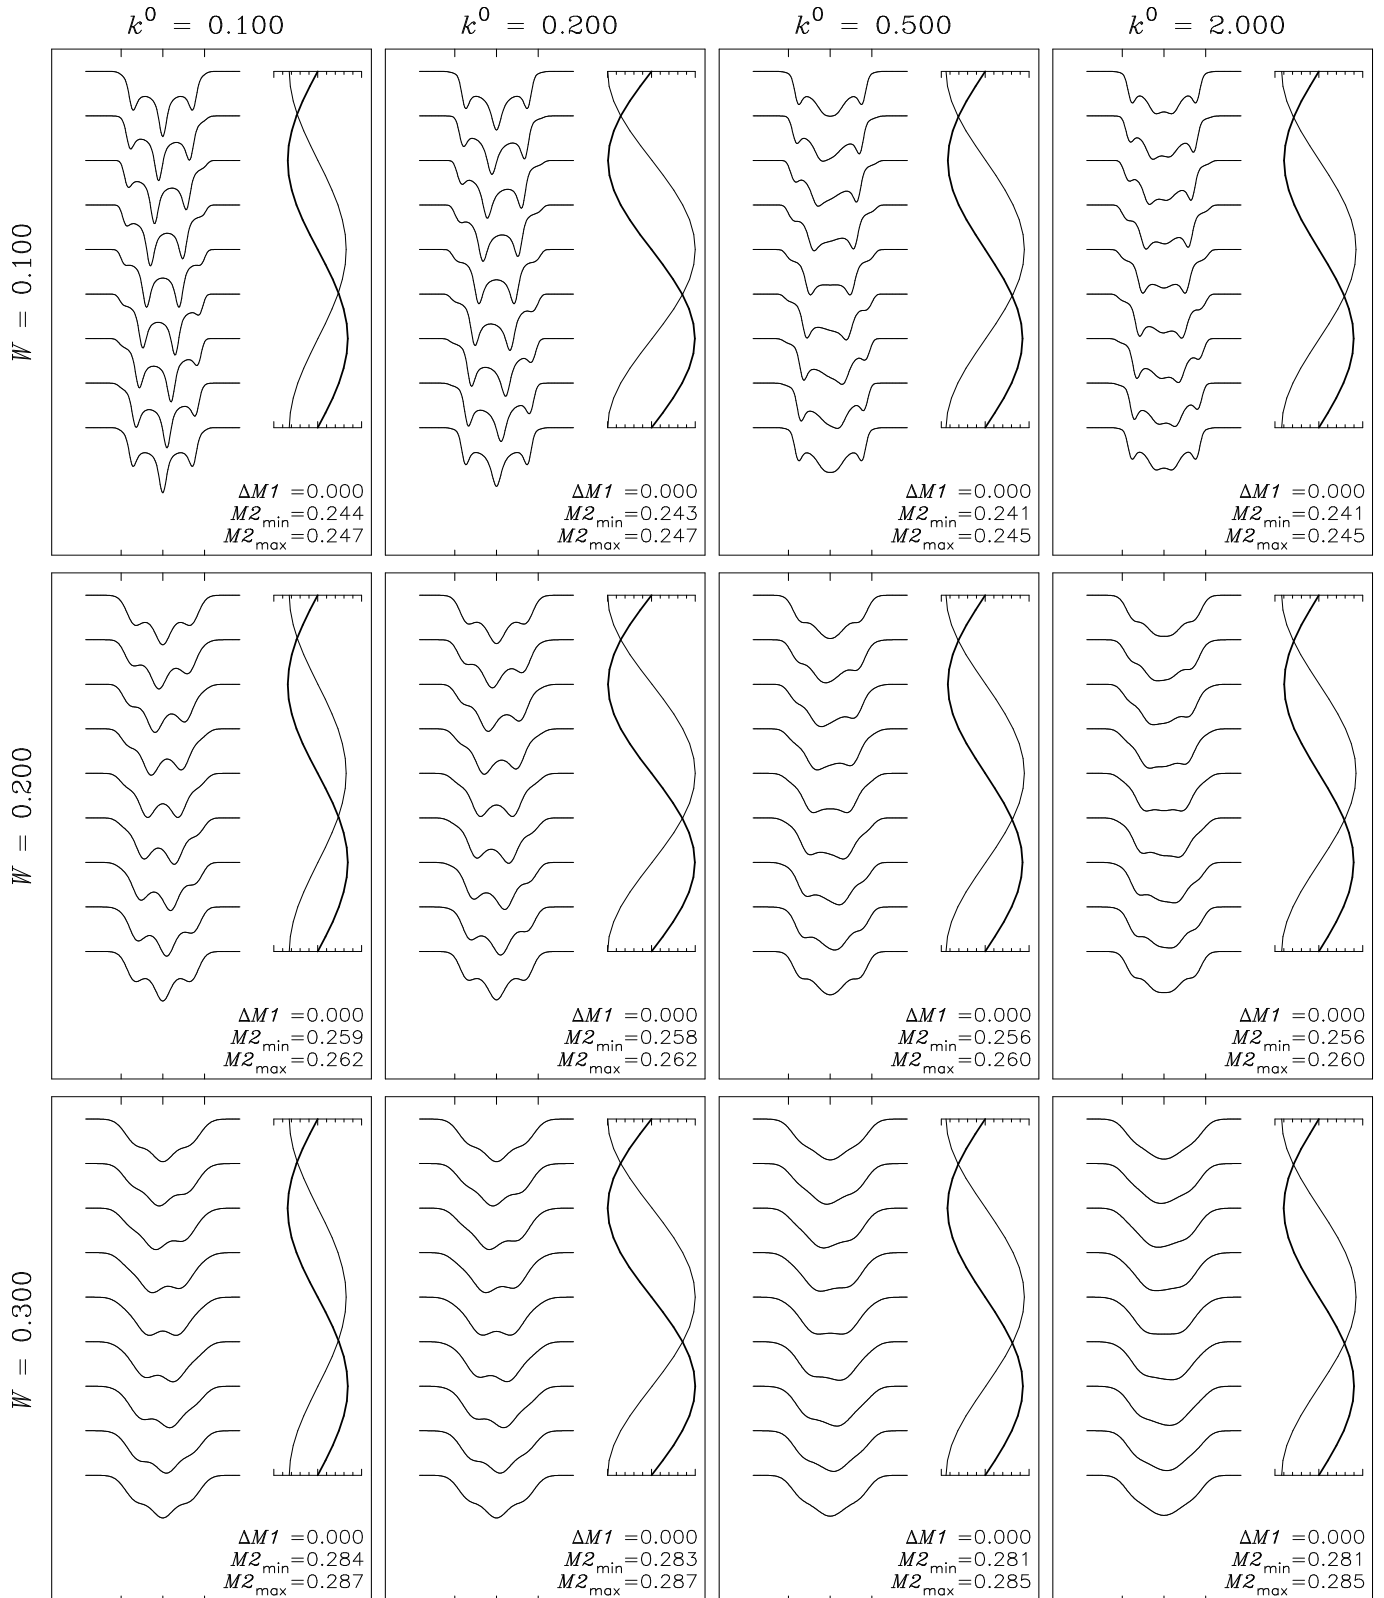 k⁰ = 0.100 k⁰ = 0.200 k⁰ = 0.500 k⁰ = 2.000
W = 0.100
ΔM1 =0.000 ΔM1 =0.000 ΔM1 =0.000 ΔM1 =0.000
M2min=0.244 M2min=0.243 M2min=0.241 M2min=0.241
M2max=0.247 M2max=0.247 M2max=0.245 M2max=0.245
W = 0.200
ΔM1 =0.000 ΔM1 =0.000 ΔM1 =0.000 ΔM1 =0.000
M2min=0.259 M2min=0.258 M2min=0.256 M2min=0.256
M2max=0.262 M2max=0.262 M2max=0.260 M2max=0.260
W = 0.300
ΔM1 =0.000 ΔM1 =0.000 ΔM1 =0.000 ΔM1 =0.000
M2min=0.284 M2min=0.283 M2min=0.281 M2min=0.281
M2max=0.287 M2max=0.287 M2max=0.285 M2max=0.285